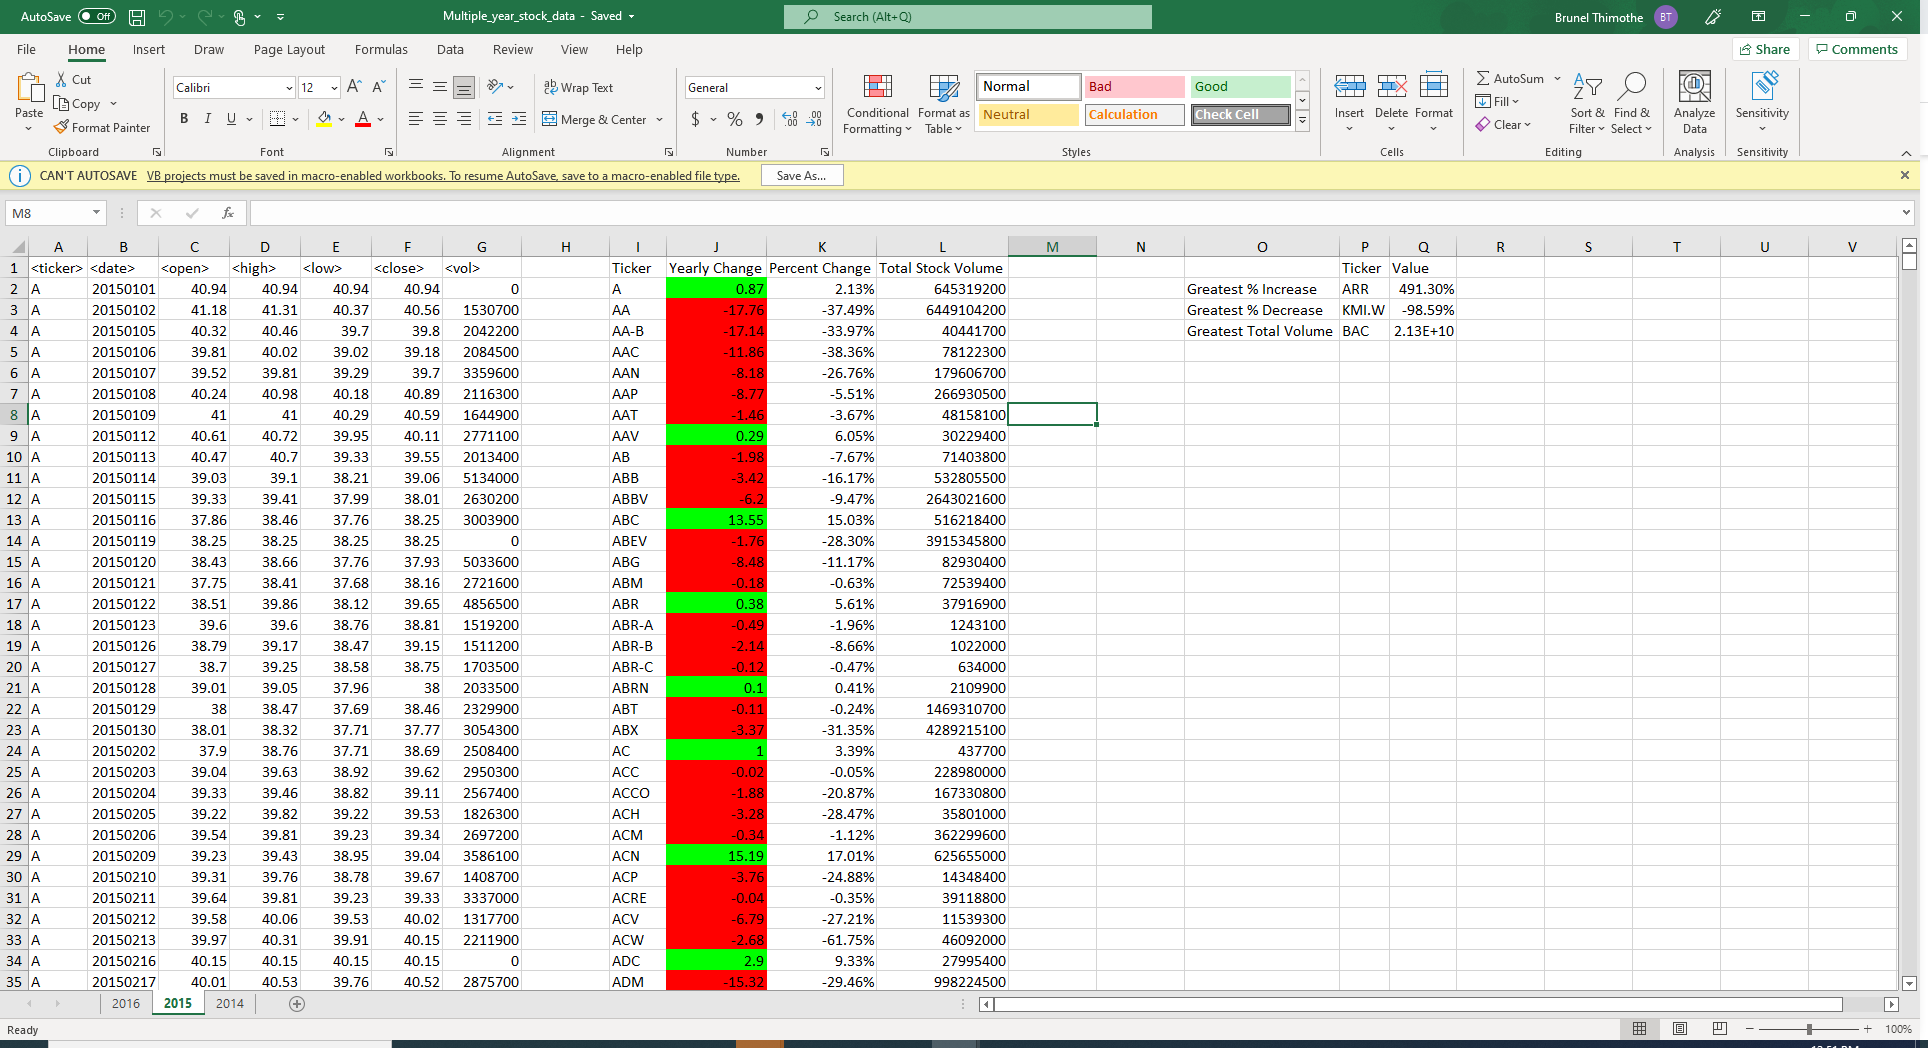 AutoSave Off Multiple_year_stock_data - Saved Search (Alt+Q) Brunel Thimothe BT
File Home Insert Draw Page Layout Formulas Data Review View Help Share Comments
Paste Cut Copy Format Painter Clipboard
Calibri 12 A A B I U A Font
ab Wrap Text Merge & Center Alignment
General $ % 9 Number
Conditional Formatting Format as Table Normal Bad Good Neutral Calculation Check Cell Styles
Insert Delete Format Cells
AutoSum Fill Clear Sort & Filter Find & Select Editing
Analyze Data Analysis
Sensitivity Sensitivity
CAN'T AUTOSAVE VB projects must be saved in macro-enabled workbooks. To resume AutoSave, save to a macro-enabled file type. Save As...
M8 fx
A B C D E F G H I J K L M N O P Q R S T U V
1 <ticker> <date> <open> <high> <low> <close> <vol> Ticker Yearly Change Percent Change Total Stock Volume Ticker Value
2 A 20150101 40.94 40.94 40.94 40.94 0 A 0.87 2.13% 645319200 Greatest % Increase ARR 491.30%
3 A 20150102 41.18 41.31 40.37 40.56 1530700 AA -17.76 -37.49% 6449104200 Greatest % Decrease KMI.W -98.59%
4 A 20150105 40.32 40.46 39.7 39.8 2042200 AA-B -17.14 -33.97% 40441700 Greatest Total Volume BAC 2.13E+10
5 A 20150106 39.81 40.02 39.02 39.18 2084500 AAC -11.86 -38.36% 78122300
6 A 20150107 39.52 39.81 39.29 39.7 3359600 AAN -8.18 -26.76% 179606700
7 A 20150108 40.24 40.98 40.18 40.89 2116300 AAP -8.77 -5.51% 266930500
8 A 20150109 41 41 40.29 40.59 1644900 AAT -1.46 -3.67% 48158100
9 A 20150112 40.61 40.72 39.95 40.11 2771100 AAV 0.29 6.05% 30229400
10 A 20150113 40.47 40.7 39.33 39.55 2013400 AB -1.98 -7.67% 71403800
11 A 20150114 39.03 39.1 38.21 39.06 5134000 ABB -3.42 -16.17% 532805500
12 A 20150115 39.33 39.41 37.99 38.01 2630200 ABBV -6.2 -9.47% 2643021600
13 A 20150116 37.86 38.46 37.76 38.25 3003900 ABC 13.55 15.03% 516218400
14 A 20150119 38.25 38.25 38.25 38.25 0 ABEV -1.76 -28.30% 3915345800
15 A 20150120 38.43 38.66 37.76 37.93 5033600 ABG -8.48 -11.17% 82930400
16 A 20150121 37.75 38.41 37.68 38.16 2721600 ABM -0.18 -0.63% 72539400
17 A 20150122 38.51 39.86 38.12 39.65 4856500 ABR 0.38 5.61% 37916900
18 A 20150123 39.6 39.6 38.76 38.81 1519200 ABR-A -0.49 -1.96% 1243100
19 A 20150126 38.79 39.17 38.47 39.15 1511200 ABR-B -2.14 -8.66% 1022000
20 A 20150127 38.7 39.25 38.58 38.75 1703500 ABR-C -0.12 -0.47% 634000
21 A 20150128 39.01 39.05 37.96 38 2033500 ABRN 0.1 0.41% 2109900
22 A 20150129 38 38.47 37.69 38.46 2329900 ABT -0.11 -0.24% 1469310700
23 A 20150130 38.01 38.32 37.71 37.77 3054300 ABX -3.37 -31.35% 4289215100
24 A 20150202 37.9 38.76 37.71 38.69 2508400 AC 1 3.39% 437700
25 A 20150203 39.04 39.63 38.92 39.62 2950300 ACC -0.02 -0.05% 228980000
26 A 20150204 39.33 39.46 38.82 39.11 2567400 ACCO -1.88 -20.87% 167330800
27 A 20150205 39.22 39.82 39.22 39.53 1826300 ACH -3.28 -28.47% 35801000
28 A 20150206 39.54 39.81 39.23 39.34 2697200 ACM -0.34 -1.12% 362299600
29 A 20150209 39.23 39.43 38.95 39.04 3586100 ACN 15.19 17.01% 625655000
30 A 20150210 39.31 39.76 38.78 39.67 1408700 ACP -3.76 -24.88% 14348400
31 A 20150211 39.64 39.81 39.23 39.33 3337000 ACRE -0.04 -0.35% 39118800
32 A 20150212 39.58 40.06 39.53 40.02 1317700 ACV -6.79 -27.21% 11539300
33 A 20150213 39.97 40.31 39.91 40.15 2211900 ACW -2.68 -61.75% 46092000
34 A 20150216 40.15 40.15 40.15 40.15 0 ADC 2.9 9.33% 27995400
35 A 20150217 40.01 40.53 39.76 40.52 2875700 ADM -15.32 -29.46% 998224500
2016 2015 2014
Ready 100%